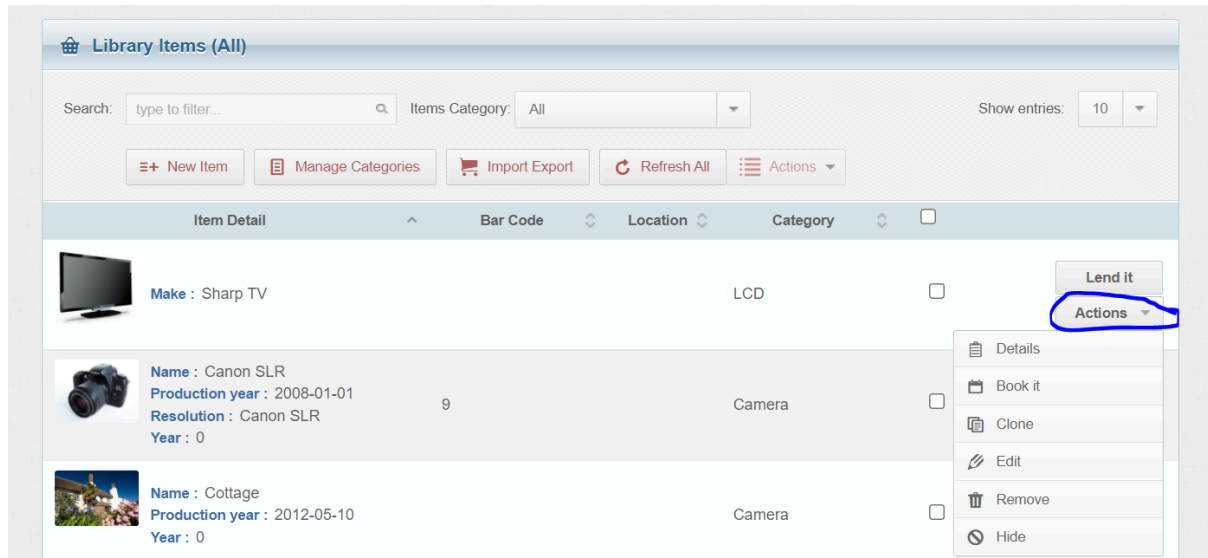 Library Items (All)
Search: type to filter... Items Category: All Show entries: 10
New Item Manage Categories Import Export Refresh All Actions
Item Detail Bar Code Location Category
Make : Sharp TV LCD
Lend it
Actions
Details
Book it
Clone
Edit
Remove
Hide
Name : Canon SLR
Production year : 2008-01-01
Resolution : Canon SLR
Year : 0
9 Camera
Name : Cottage
Production year : 2012-05-10
Year : 0
Camera